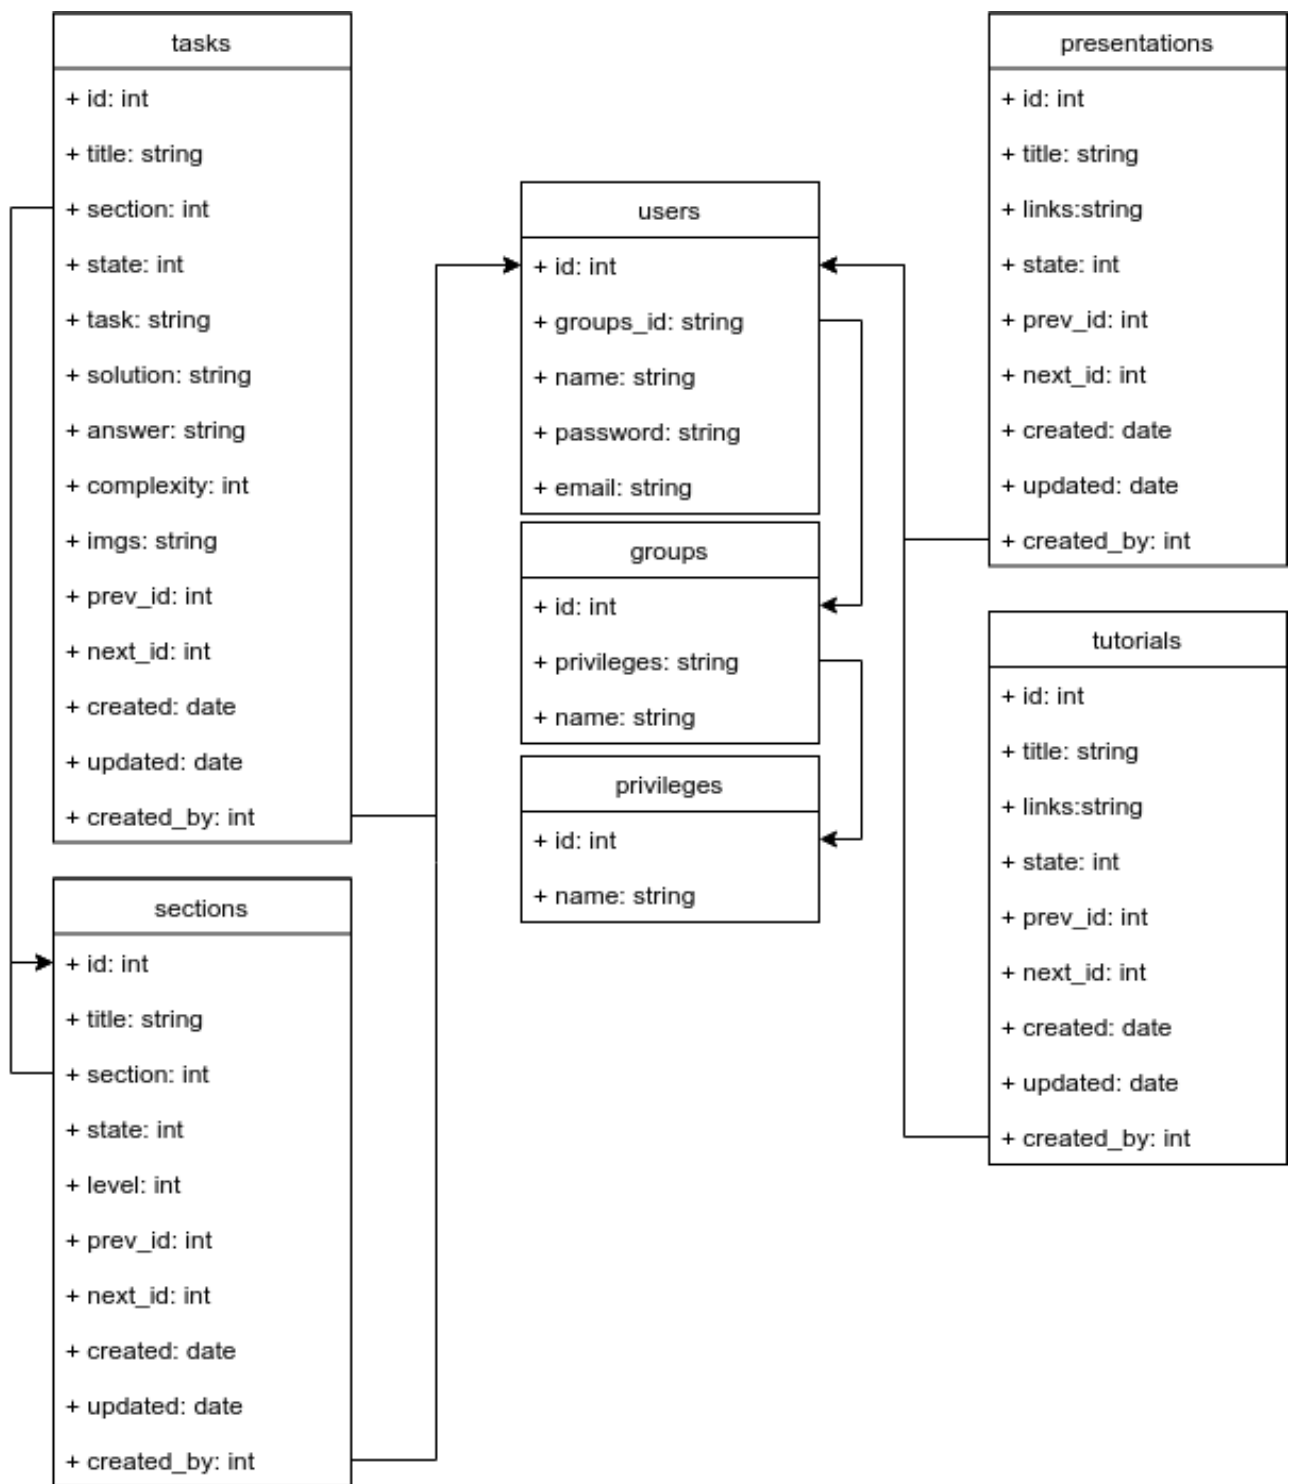 tasks
+ id: int
+ title: string
+ section: int
+ state: int
+ task: string
+ solution: string
+ answer: string
+ complexity: int
+ imgs: string
+ prev_id: int
+ next_id: int
+ created: date
+ updated: date
+ created_by: int
sections
+ id: int
+ title: string
+ section: int
+ state: int
+ level: int
+ prev_id: int
+ next_id: int
+ created: date
+ updated: date
+ created_by: int
users
+ id: int
+ groups_id: string
+ name: string
+ password: string
+ email: string
groups
+ id: int
+ privileges: string
+ name: string
privileges
+ id: int
+ name: string
presentations
+ id: int
+ title: string
+ links:string
+ state: int
+ prev_id: int
+ next_id: int
+ created: date
+ updated: date
+ created_by: int
tutorials
+ id: int
+ title: string
+ links:string
+ state: int
+ prev_id: int
+ next_id: int
+ created: date
+ updated: date
+ created_by: int